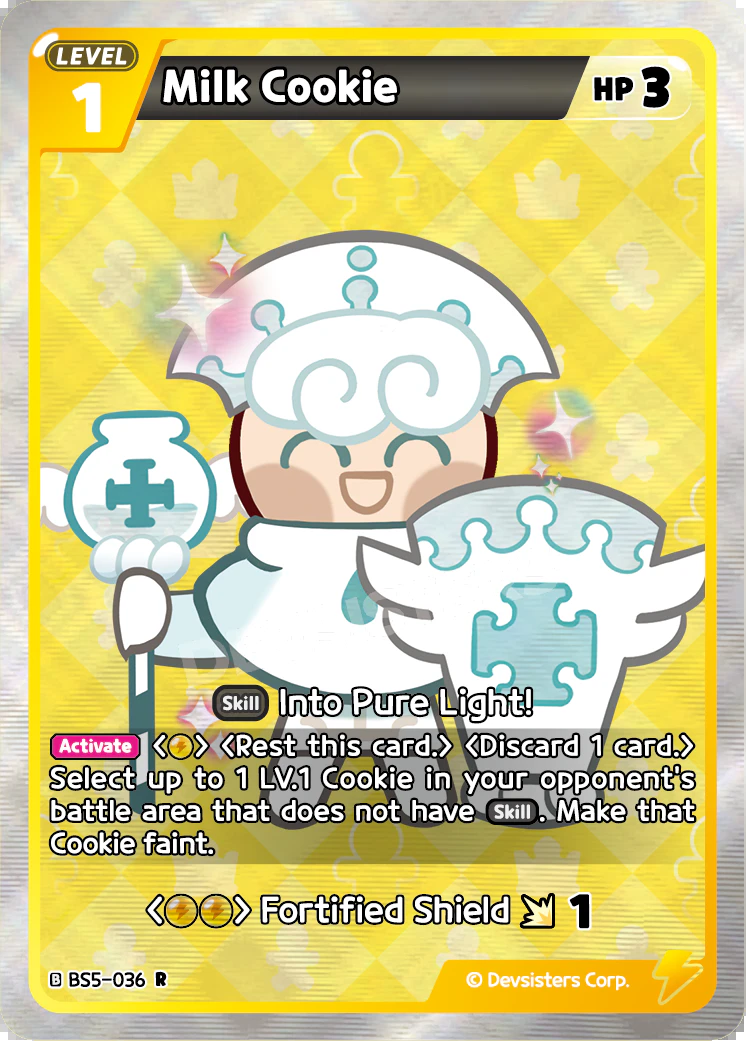 LEVEL
1
Milk Cookie
HP 3
Skill Into Pure Light!
Activate < > <Rest this card.> <Discard 1 card.>
Select up to 1 LV.1 Cookie in your opponent's
battle area that does not have Skill. Make that
Cookie faint.
< > Fortified Shield 1
B BS5-036 R
© Devsisters Corp.